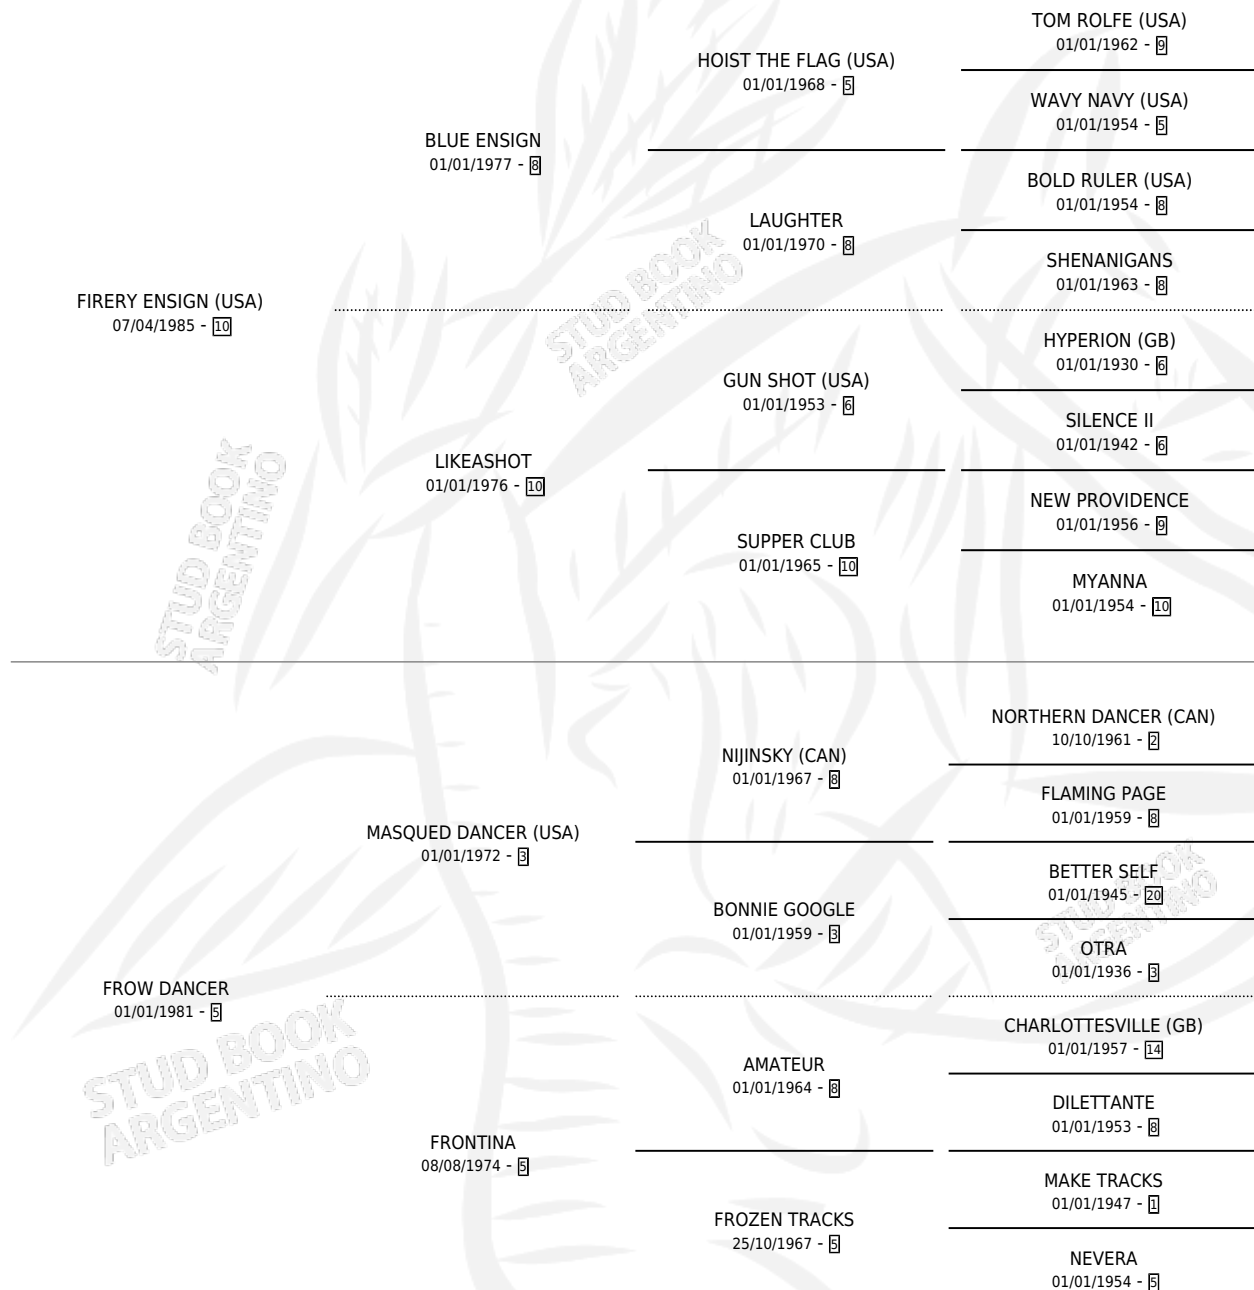 TOM ROLFE (USA)
01/01/1962 - 9
HOIST THE FLAG (USA)
01/01/1968 - 5
WAVY NAVY (USA)
01/01/1954 - 5
BLUE ENSIGN
01/01/1977 - 8
BOLD RULER (USA)
01/01/1954 - 8
LAUGHTER
01/01/1970 - 8
SHENANIGANS
01/01/1963 - 8
FIRERY ENSIGN (USA)
07/04/1985 - 10
HYPERION (GB)
01/01/1930 - 6
GUN SHOT (USA)
01/01/1953 - 6
SILENCE II
01/01/1942 - 6
LIKEASHOT
01/01/1976 - 10
NEW PROVIDENCE
01/01/1956 - 9
SUPPER CLUB
01/01/1965 - 10
MYANNA
01/01/1954 - 10
NORTHERN DANCER (CAN)
10/10/1961 - 2
NIJINSKY (CAN)
01/01/1967 - 8
FLAMING PAGE
01/01/1959 - 8
MASQUED DANCER (USA)
01/01/1972 - 3
BETTER SELF
01/01/1945 - 20
BONNIE GOOGLE
01/01/1959 - 3
OTRA
01/01/1936 - 3
FROW DANCER
01/01/1981 - 5
CHARLOTTESVILLE (GB)
01/01/1957 - 14
AMATEUR
01/01/1964 - 8
DILETTANTE
01/01/1953 - 8
FRONTINA
08/08/1974 - 5
MAKE TRACKS
01/01/1947 - 1
FROZEN TRACKS
25/10/1967 - 5
NEVERA
01/01/1954 - 5
STUD BOOK
ARGENTINO
STUD BOOK
ARGENTINO
STUD BOOK
ARGENTINO
STUD BOOK
ARGENTINO